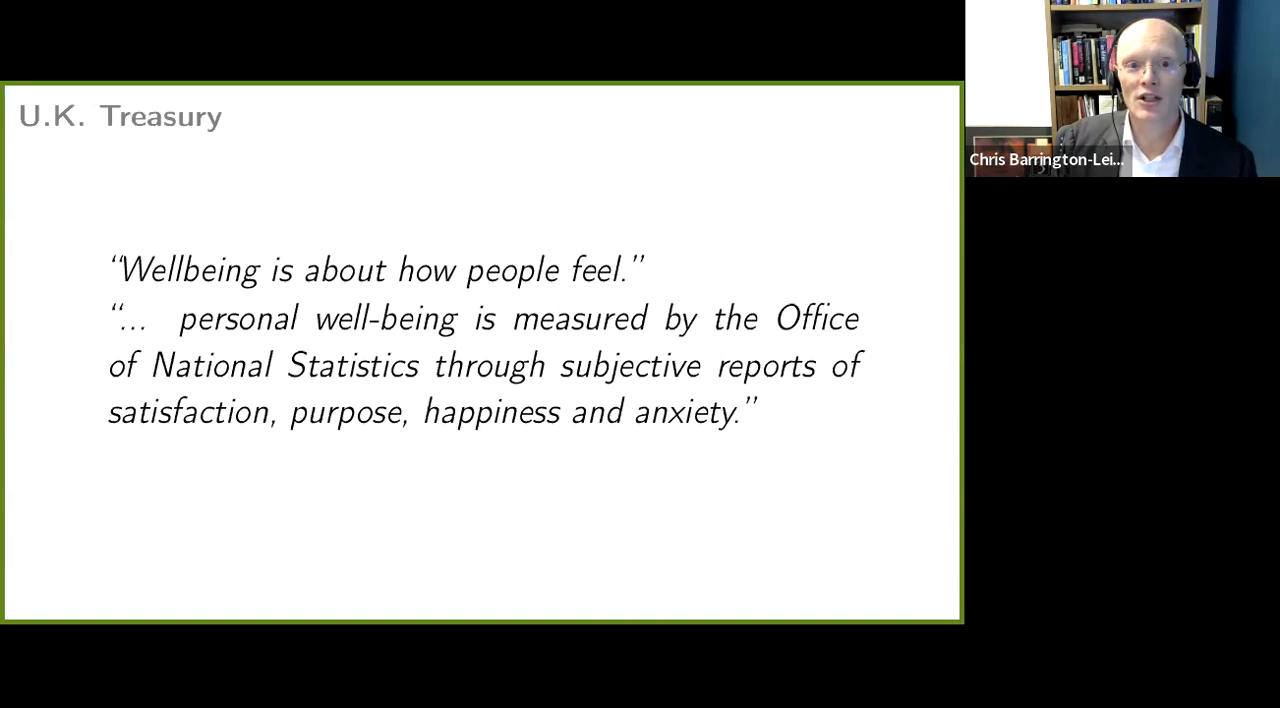 U.K. Treasury
“Wellbeing is about how people feel.”
“... personal well-being is measured by the Office
of National Statistics through subjective reports of
satisfaction, purpose, happiness and anxiety.”
Chris Barrington-Lei...